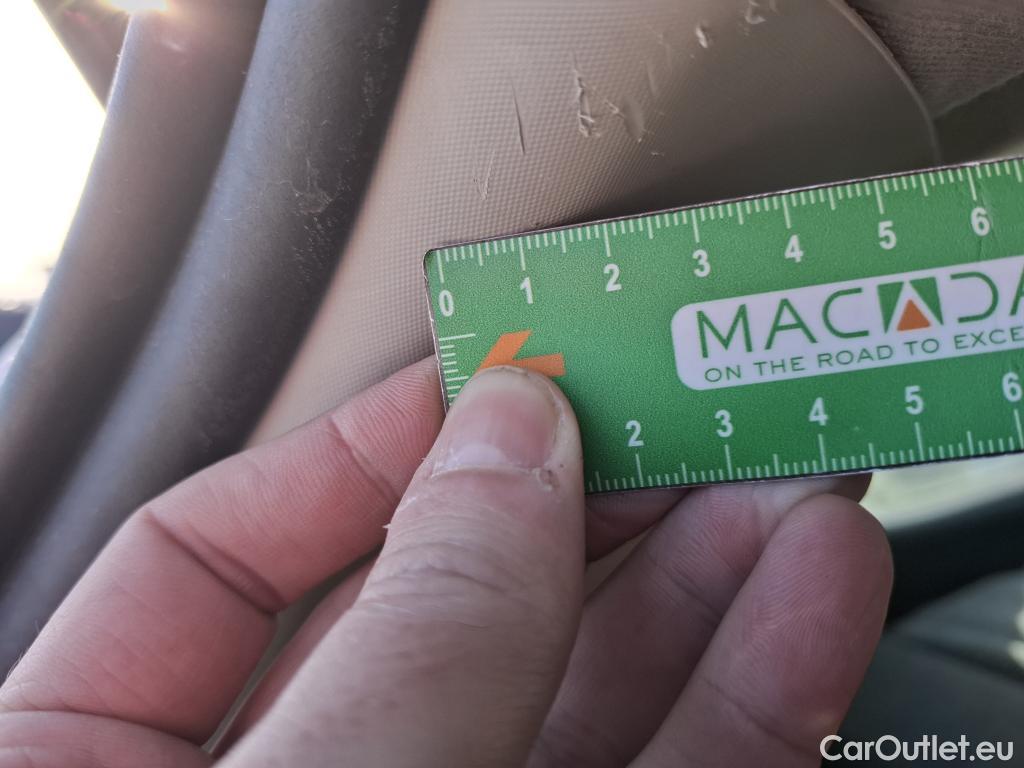 0 1 2 3 4 5 6
MACADA
ON THE ROAD TO EXCE
2 3 4 5 6
CarOutlet.eu